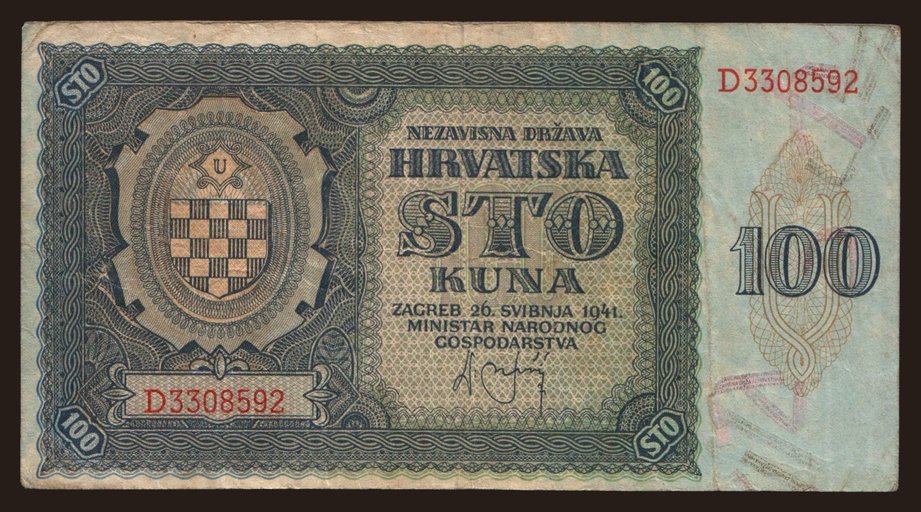 STO
100
D3308592
U
NEZAVISNA DRŽAVA
HRVATSKA
STO
KUNA
ZAGREB 26. SVIBNJA 1941.
MINISTAR NARODNOG
GOSPODARSTVA
100
D3308592
100
STO